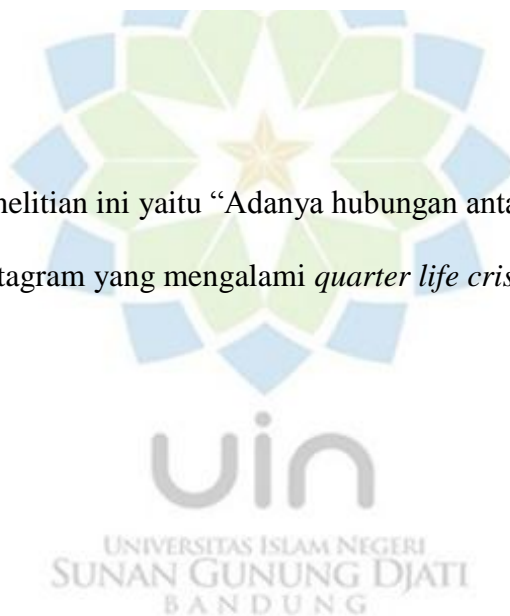 nelitian ini yaitu “Adanya hubungan anta
tagram yang mengalami quarter life cris
uin
UNIVERSITAS ISLAM NEGERI
SUNAN GUNUNG DJATI
BANDUNG